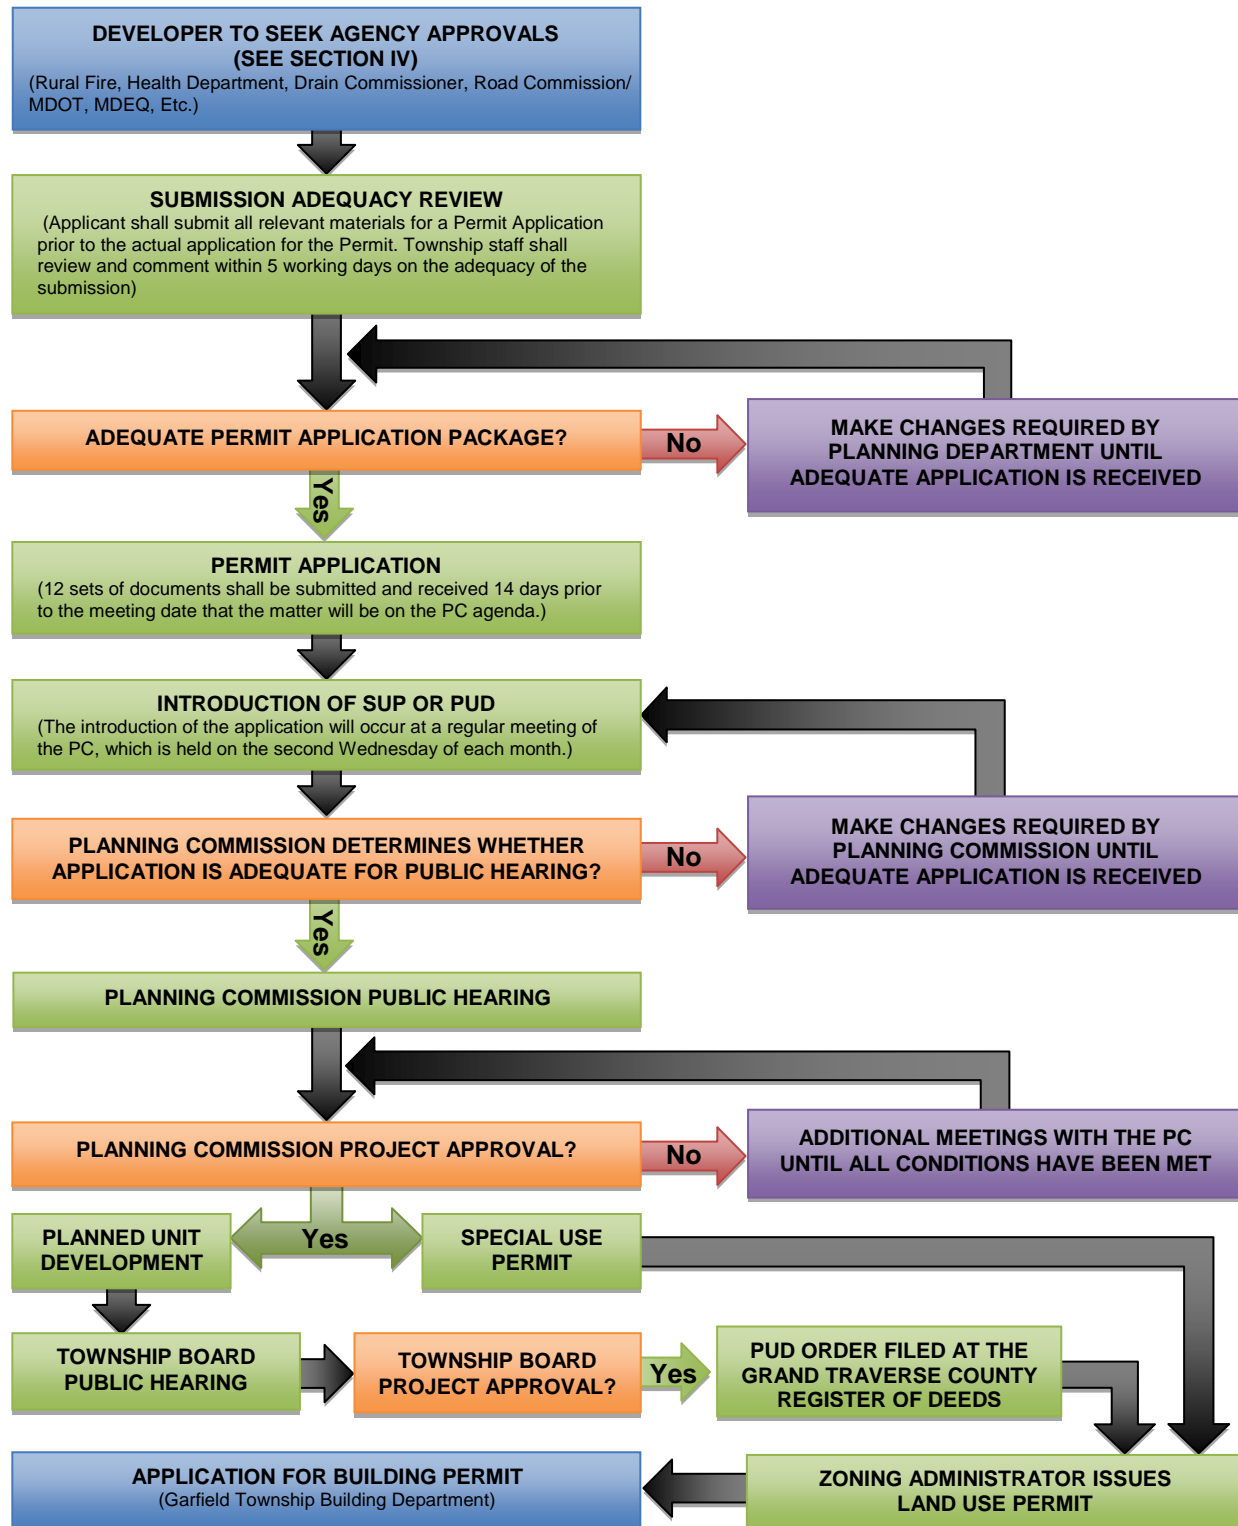 DEVELOPER TO SEEK AGENCY APPROVALS
(SEE SECTION IV)
(Rural Fire, Health Department, Drain Commissioner, Road Commission/
MDOT, MDEQ, Etc.)
SUBMISSION ADEQUACY REVIEW
(Applicant shall submit all relevant materials for a Permit Application
prior to the actual application for the Permit. Township staff shall
review and comment within 5 working days on the adequacy of the
submission)
ADEQUATE PERMIT APPLICATION PACKAGE?
No
MAKE CHANGES REQUIRED BY
PLANNING DEPARTMENT UNTIL
ADEQUATE APPLICATION IS RECEIVED
Yes
PERMIT APPLICATION
(12 sets of documents shall be submitted and received 14 days prior
to the meeting date that the matter will be on the PC agenda.)
INTRODUCTION OF SUP OR PUD
(The introduction of the application will occur at a regular meeting of
the PC, which is held on the second Wednesday of each month.)
PLANNING COMMISSION DETERMINES WHETHER
APPLICATION IS ADEQUATE FOR PUBLIC HEARING?
No
MAKE CHANGES REQUIRED BY
PLANNING COMMISSION UNTIL
ADEQUATE APPLICATION IS RECEIVED
Yes
PLANNING COMMISSION PUBLIC HEARING
PLANNING COMMISSION PROJECT APPROVAL?
No
ADDITIONAL MEETINGS WITH THE PC
UNTIL ALL CONDITIONS HAVE BEEN MET
PLANNED UNIT
DEVELOPMENT
Yes
SPECIAL USE
PERMIT
TOWNSHIP BOARD
PUBLIC HEARING
TOWNSHIP BOARD
PROJECT APPROVAL?
Yes
PUD ORDER FILED AT THE
GRAND TRAVERSE COUNTY
REGISTER OF DEEDS
APPLICATION FOR BUILDING PERMIT
(Garfield Township Building Department)
ZONING ADMINISTRATOR ISSUES
LAND USE PERMIT